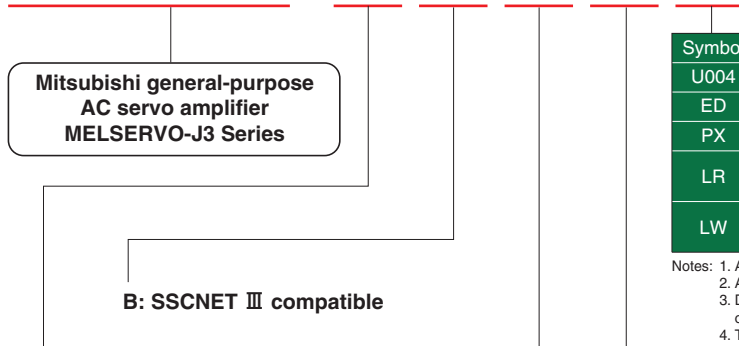 Mitsubishi general-purpose
AC servo amplifier
MELSERVO-J3 Series
B: SSCNET Ⅲ compatible
Symbo
U004
ED
PX
LR
LW
Notes: 1. A
2. A
3. D
4. T